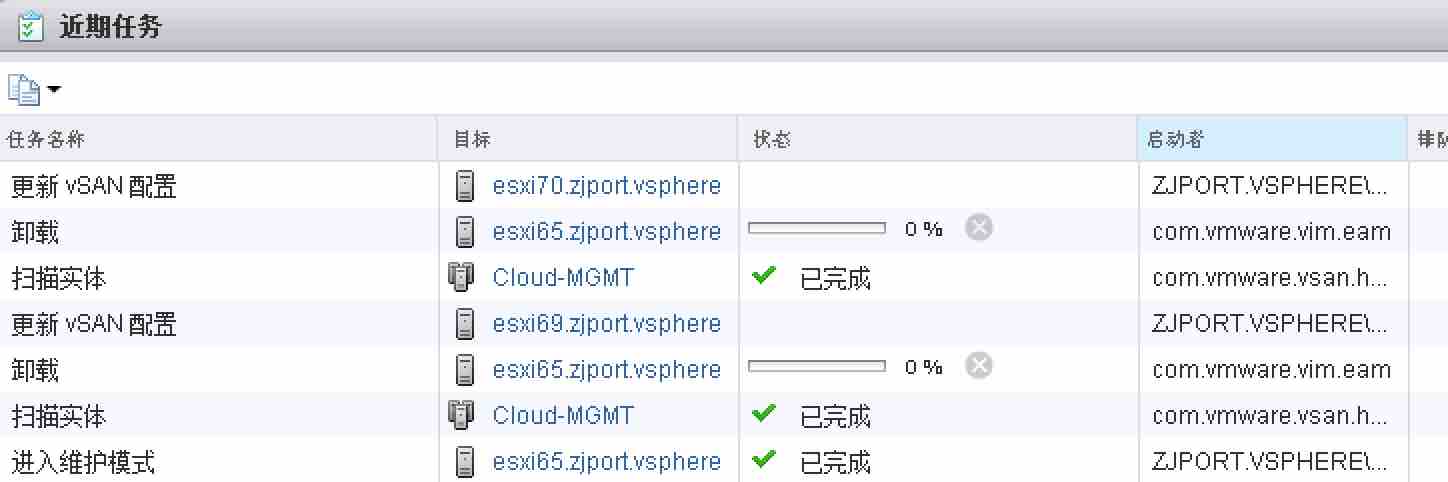 近期任务
任务名称 目标 状态 启动者
更新 vSAN 配置 esxi70.zjport.vsphere ZJPORT.VSPHERE\...
卸载 esxi65.zjport.vsphere 0 % com.vmware.vim.eam
扫描实体 Cloud-MGMT 已完成 com.vmware.vsan.h...
更新 vSAN 配置 esxi69.zjport.vsphere ZJPORT.VSPHERE\...
卸载 esxi65.zjport.vsphere 0 % com.vmware.vim.eam
扫描实体 Cloud-MGMT 已完成 com.vmware.vsan.h...
进入维护模式 esxi65.zjport.vsphere 已完成 ZJPORT.VSPHERE\...